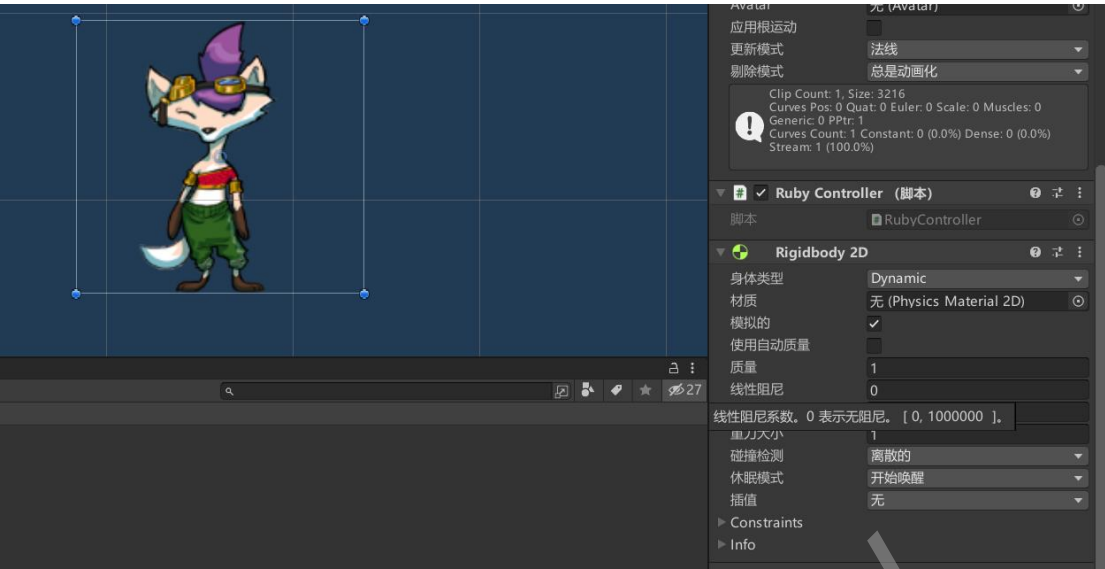 Avatar
无 (Avatar)
应用根运动
更新模式
法线
剔除模式
总是动画化
Clip Count: 1, Size: 3216
Curves Pos: 0 Quat: 0 Euler: 0 Scale: 0 Muscles: 0
Generic: 0 PPtr: 1
Curves Count: 1 Constant: 0 (0.0%) Dense: 0 (0.0%)
Stream: 1 (100.0%)
# Ruby Controller （脚本）
脚本
# RubyController
Rigidbody 2D
身体类型
Dynamic
材质
无 (Physics Material 2D)
模拟的
使用自动质量
质量
1
线性阻尼
0
27
线性阻尼系数。0 表示无阻尼。 [ 0, 1000000 ]。
重力大小
1
碰撞检测
离散的
休眠模式
开始唤醒
插值
无
Constraints
Info